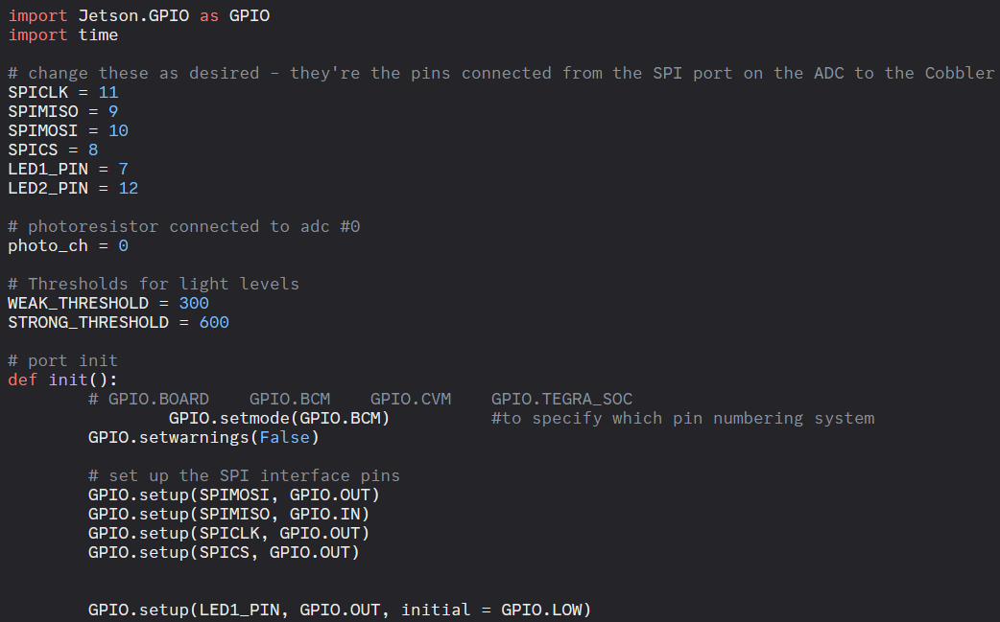 import Jetson.GPIO as GPIO
import time

# change these as desired - they're the pins connected from the SPI port on the ADC to the Cobbler
SPICLK = 11
SPIMISO = 9
SPIMOSI = 10
SPICS = 8
LED1_PIN = 7
LED2_PIN = 12

# photoresistor connected to adc #0
photo_ch = 0

# Thresholds for light levels
WEAK_THRESHOLD = 300
STRONG_THRESHOLD = 600

# port init
def init():
        # GPIO.BOARD    GPIO.BCM    GPIO.CVM    GPIO.TEGRA_SOC
                GPIO.setmode(GPIO.BCM)          #to specify which pin numbering system
        GPIO.setwarnings(False)

        # set up the SPI interface pins
        GPIO.setup(SPIMOSI, GPIO.OUT)
        GPIO.setup(SPIMISO, GPIO.IN)
        GPIO.setup(SPICLK, GPIO.OUT)
        GPIO.setup(SPICS, GPIO.OUT)


        GPIO.setup(LED1_PIN, GPIO.OUT, initial = GPIO.LOW)